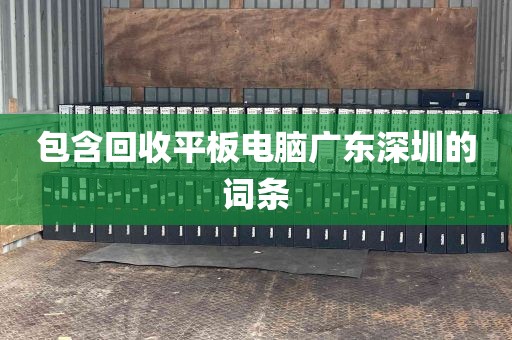 包含回收平板电脑广东深圳的
词条